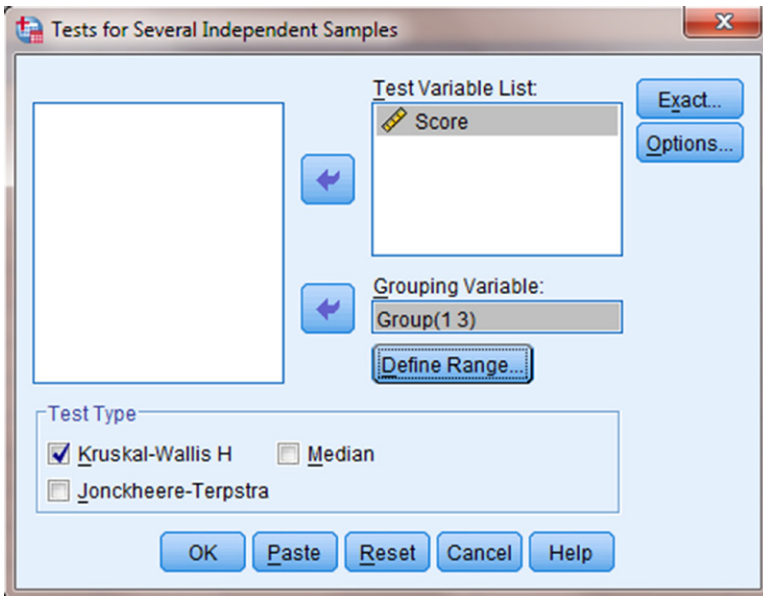 Tests for Several Independent Samples
Test Variable List:
Score
Exact...
Options...
Grouping Variable:
Group(1 3)
Define Range...
Test Type
Kruskal-Wallis H
Median
Jonckheere-Terpstra
OK
Paste
Reset
Cancel
Help